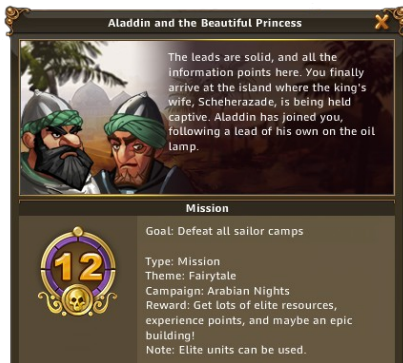 Aladdin and the Beautiful Princess
The leads are solid, and all the
information points here. You finally
arrive at the island where the king's
wife, Scheherazade, is being held
captive. Aladdin has joined you,
following a lead of his own on the oil
lamp.
Mission
12
Goal: Defeat all sailor camps
Type: Mission
Theme: Fairytale
Campaign: Arabian Nights
Reward: Get lots of elite resources,
experience points, and maybe an epic
building!
Note: Elite units can be used.